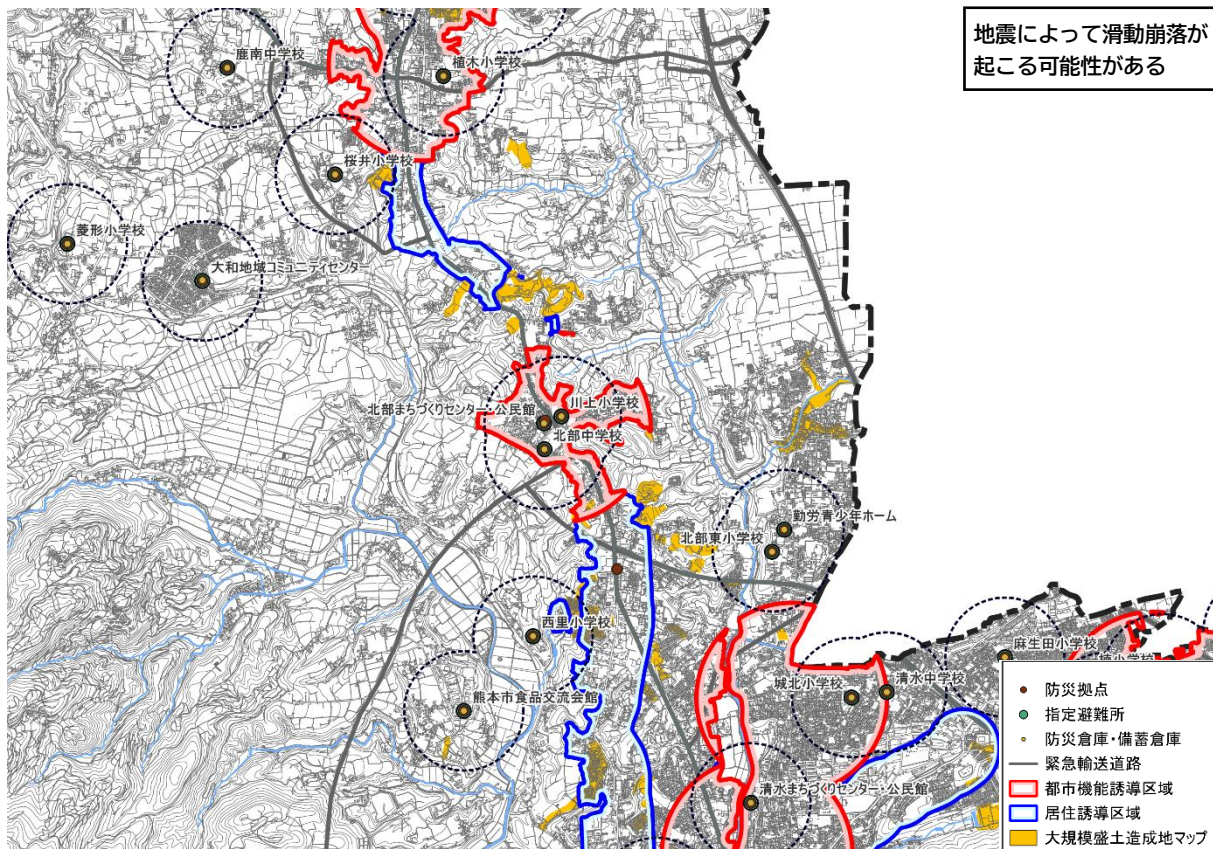 地震によって滑動崩落が
起こる可能性がある
鹿南中学校
植木小学校
桜井小学校
菱形小学校
大和地域コミュニティセンター
川上小学校
北部まちづくりセンター・公民館
北部中学校
勤労青少年ホーム
北部東小学校
西里小学校
麻生田小学校
楠小学校
清水中学校
城北小学校
熊本市食品交流会館
清水まちづくりセンター・公民館
防災拠点
指定避難所
防災倉庫・備蓄倉庫
緊急輸送道路
都市機能誘導区域
居住誘導区域
大規模盛土造成地マップ